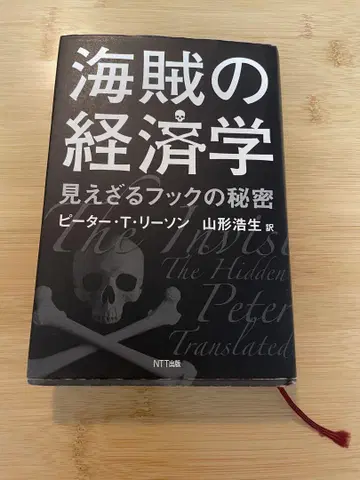 海賊の
経済学
見えざるフックの秘密
ピーター・T・リーソン 山形浩生 訳
The Invis
The Hidden
Peter
Translated
NTT出版